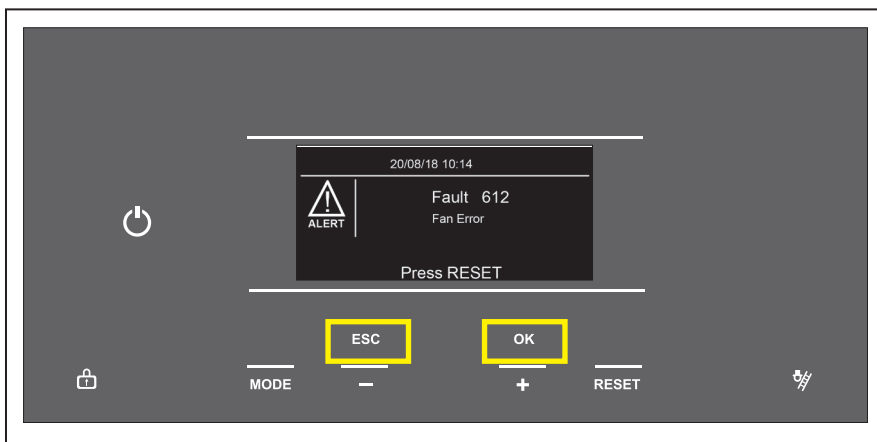 20/08/18 10:14
Fault 612
ALERT
Fan Error
Press RESET
ESC OK
MODE − + RESET